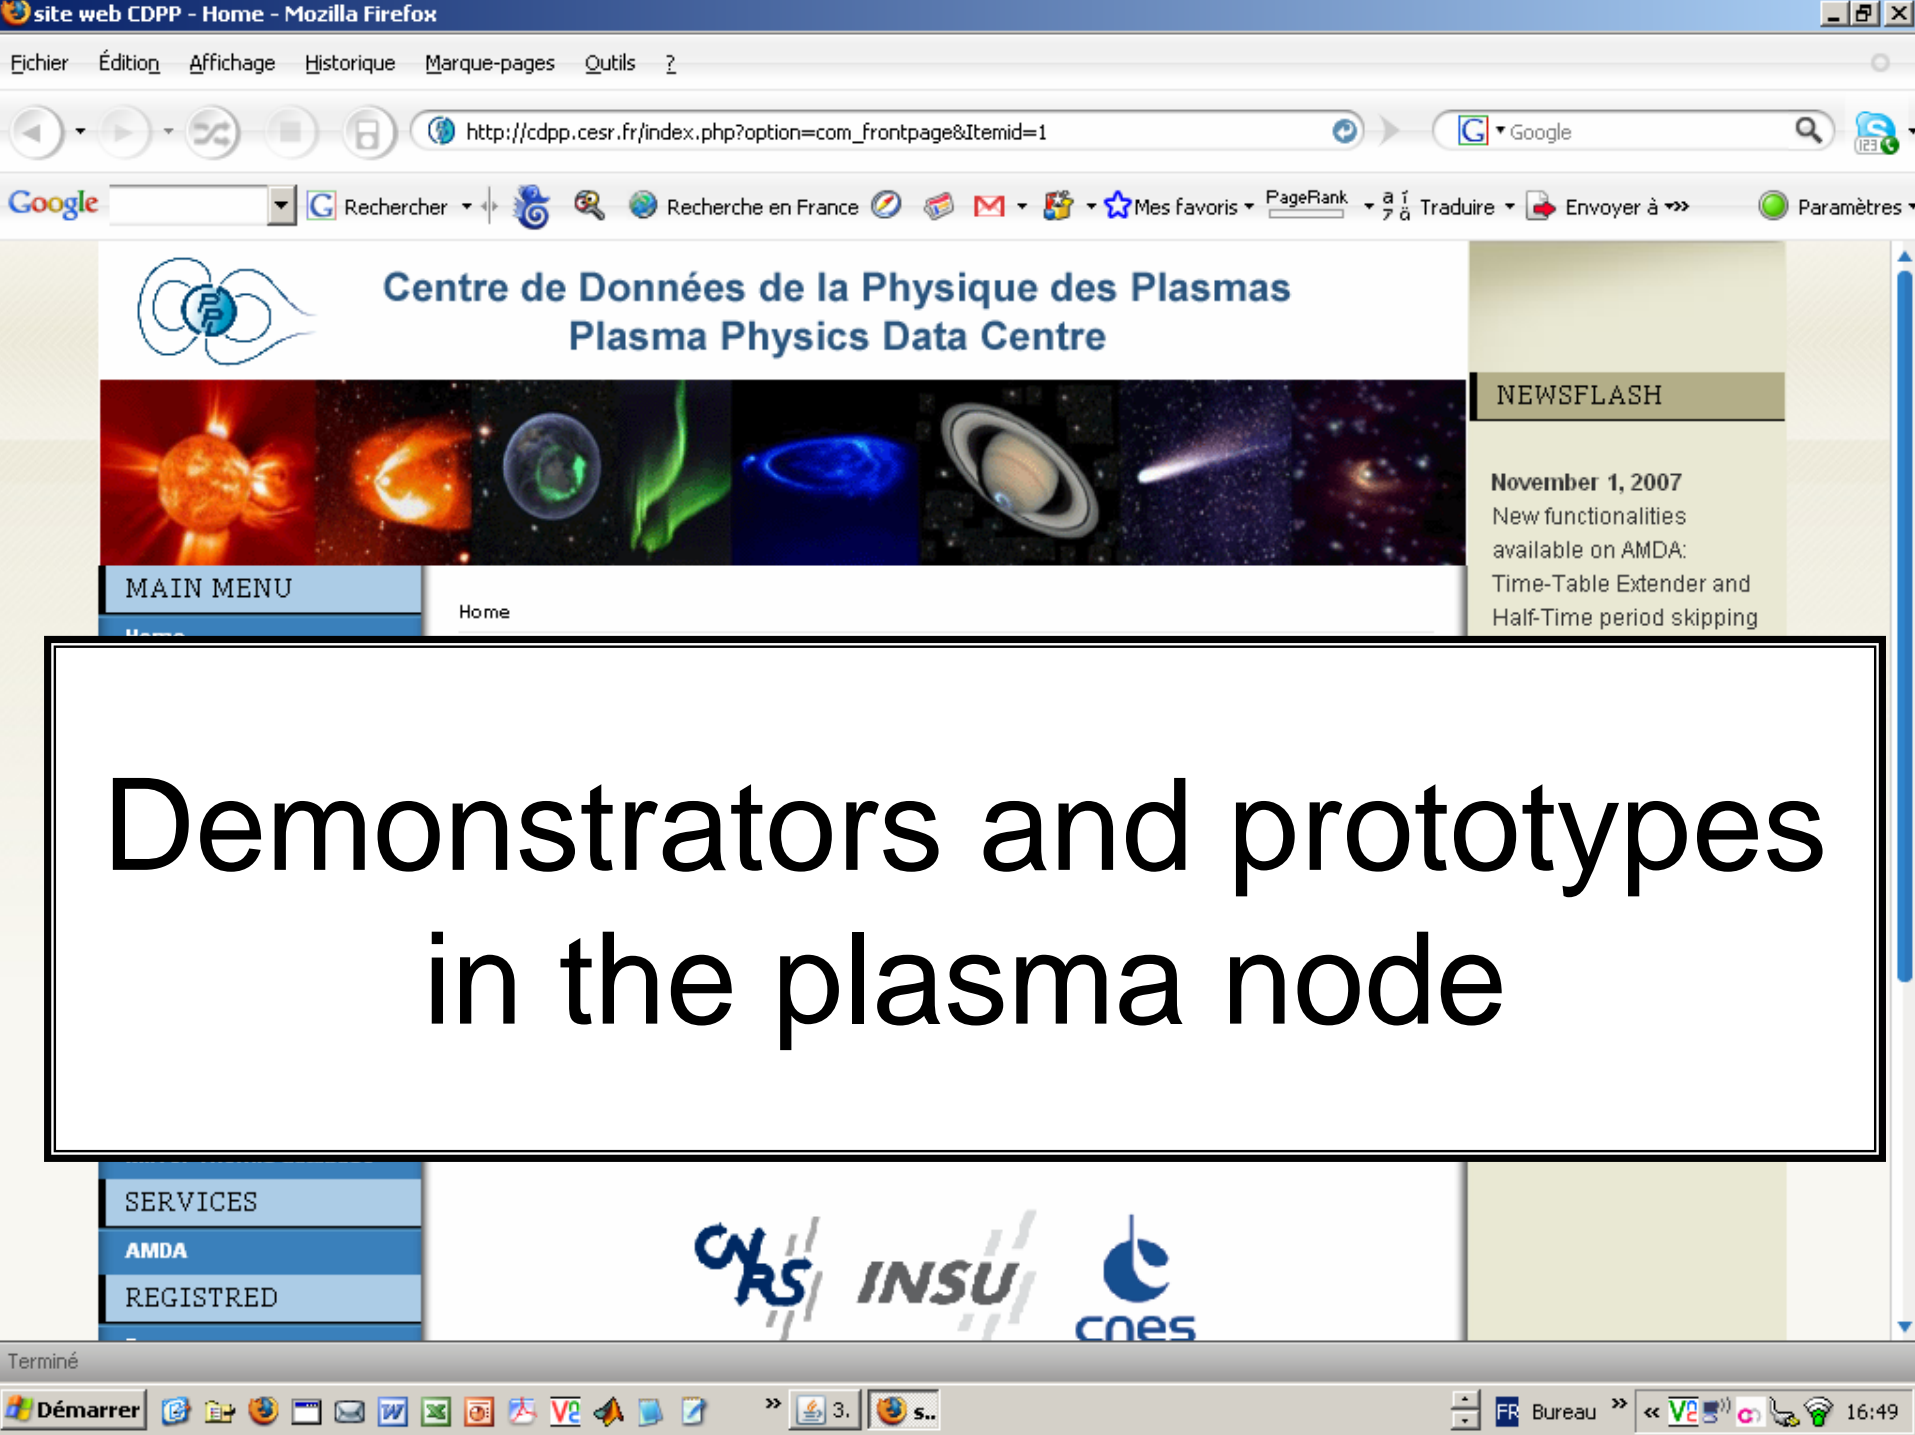 site web CDPP - Home - Mozilla Firefox
Fichier Édition Affichage Historique Marque-pages Outils ?
http://cdpp.cesr.fr/index.php?option=com_frontpage&Itemid=1
Google
Google Rechercher Recherche en France Mes favoris PageRank Traduire Envoyer à Paramètres
Centre de Données de la Physique des Plasmas
Plasma Physics Data Centre
NEWSFLASH
November 1, 2007
New functionalities
available on AMDA:
Time-Table Extender and
Half-Time period skipping
MAIN MENU
Home
Home
Demonstrators and prototypes
in the plasma node
SERVICES
AMDA
REGISTRED
CNRS INSU cnes
Terminé
Démarrer 3. s.. FR Bureau 16:49